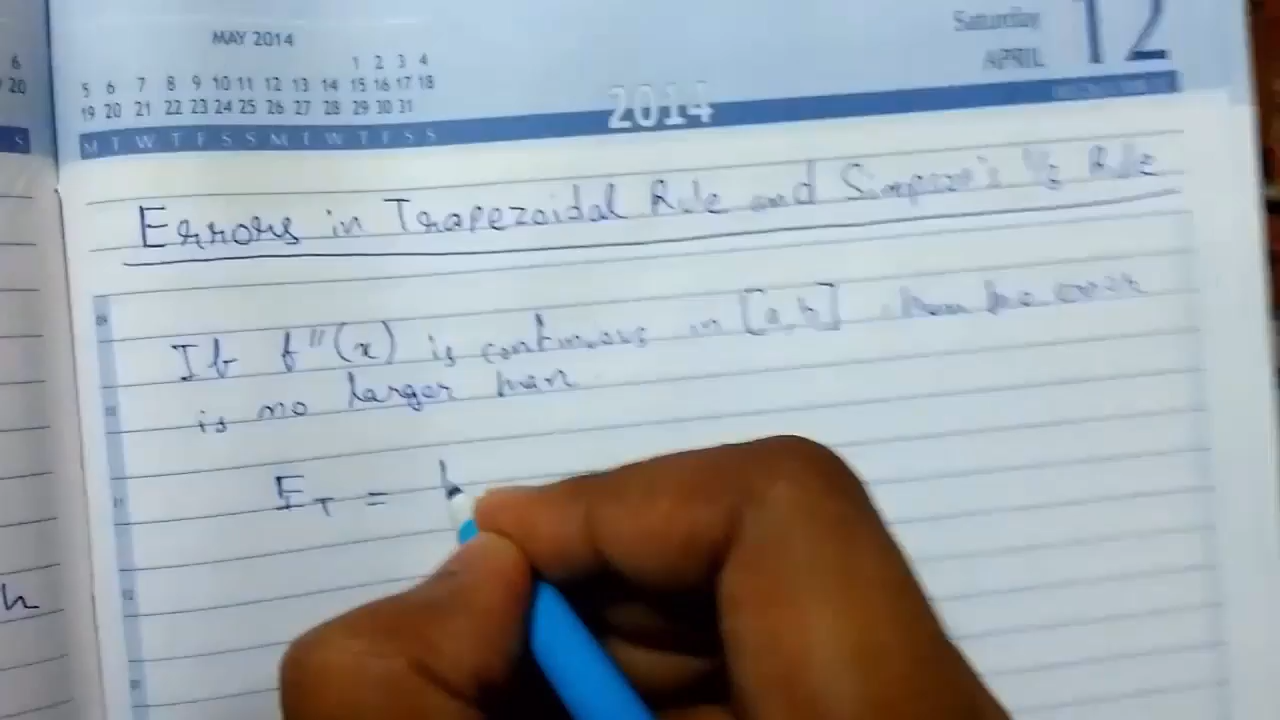 6
20
S
h
MAY 2014
1 2 3 4
5 6 7 8 9 10 11 12 13 14 15 16 17 18
19 20 21 22 23 24 25 26 27 28 29 30 31
M T W T F S S M T W T F S S
2014
Saturday
APRIL 12
Errors in Trapezoidal Rule and Simpson's 1/3 Rule
If f"(x) is continuous in [a,b] then the error
is no larger than
E_T =